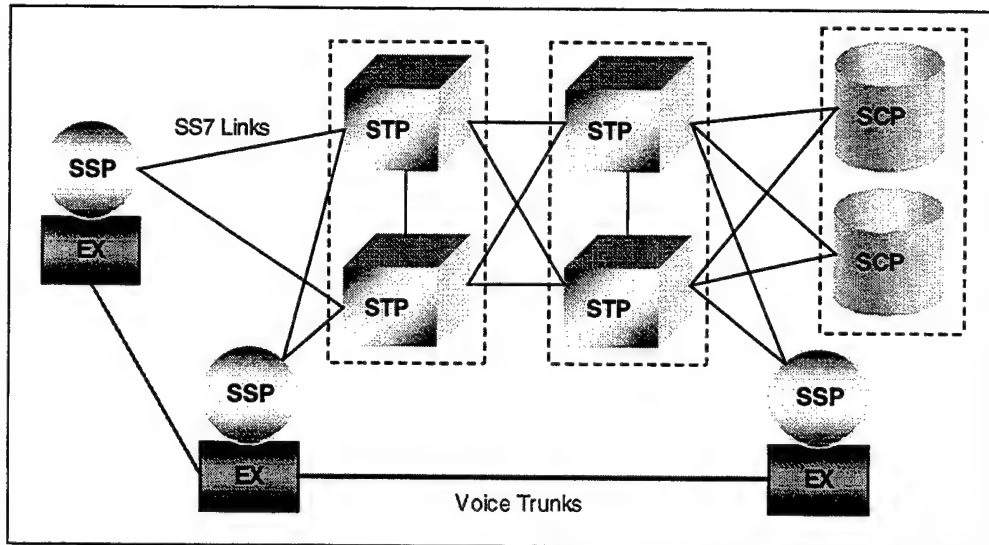 SS7 Links
STP
STP
SCP
SSP
EX
STP
STP
SCP
SSP
EX
SSP
EX
Voice Trunks